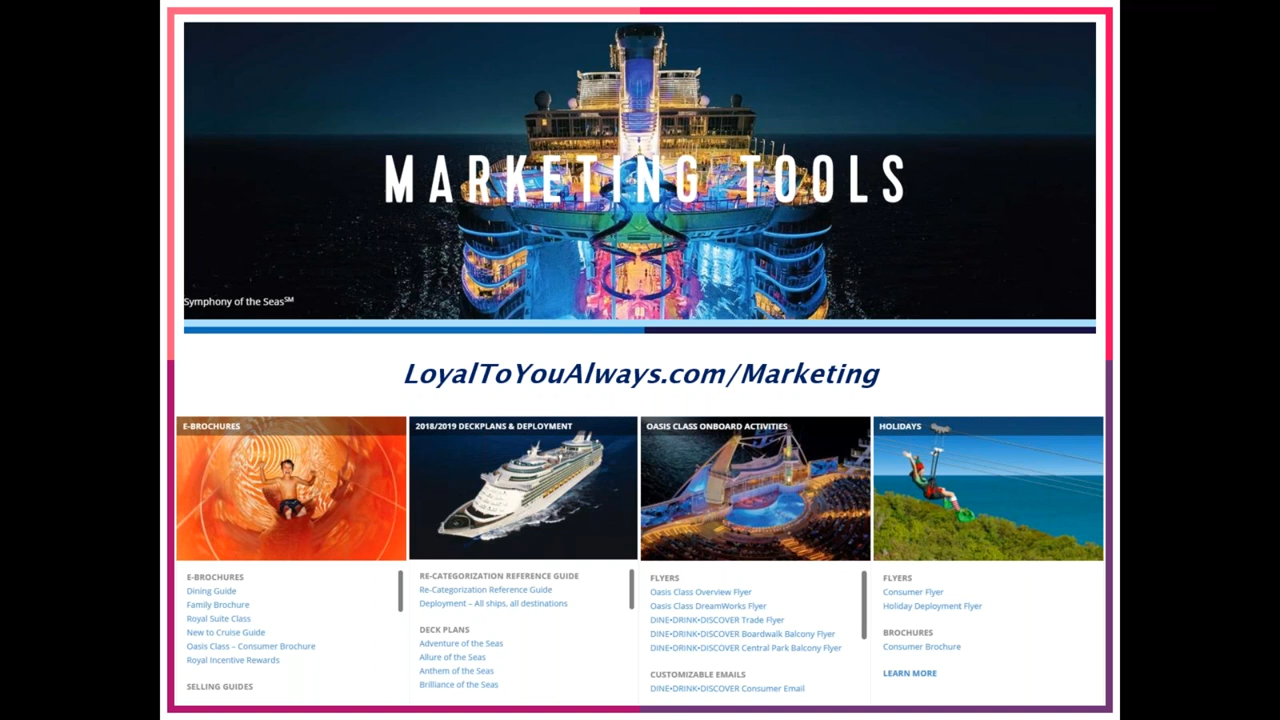 MARKETING TOOLS
Symphony of the Seas℠
LoyalToYouAlways.com/Marketing
E-BROCHURES
E-BROCHURES
Dining Guide
Family Brochure
Royal Suite Class
New to Cruise Guide
Oasis Class – Consumer Brochure
Royal Incentive Rewards
SELLING GUIDES
2018/2019 DECKPLANS & DEPLOYMENT
RE-CATEGORIZATION REFERENCE GUIDE
Re-Categorization Reference Guide
Deployment – All ships, all destinations
DECK PLANS
Adventure of the Seas
Allure of the Seas
Anthem of the Seas
Brilliance of the Seas
OASIS CLASS ONBOARD ACTIVITIES
FLYERS
Oasis Class Overview Flyer
Oasis Class DreamWorks Flyer
DINE•DRINK•DISCOVER Trade Flyer
DINE•DRINK•DISCOVER Boardwalk Balcony Flyer
DINE•DRINK•DISCOVER Central Park Balcony Flyer
CUSTOMIZABLE EMAILS
DINE•DRINK•DISCOVER Consumer Email
HOLIDAYS
FLYERS
Consumer Flyer
Holiday Deployment Flyer
BROCHURES
Consumer Brochure
LEARN MORE